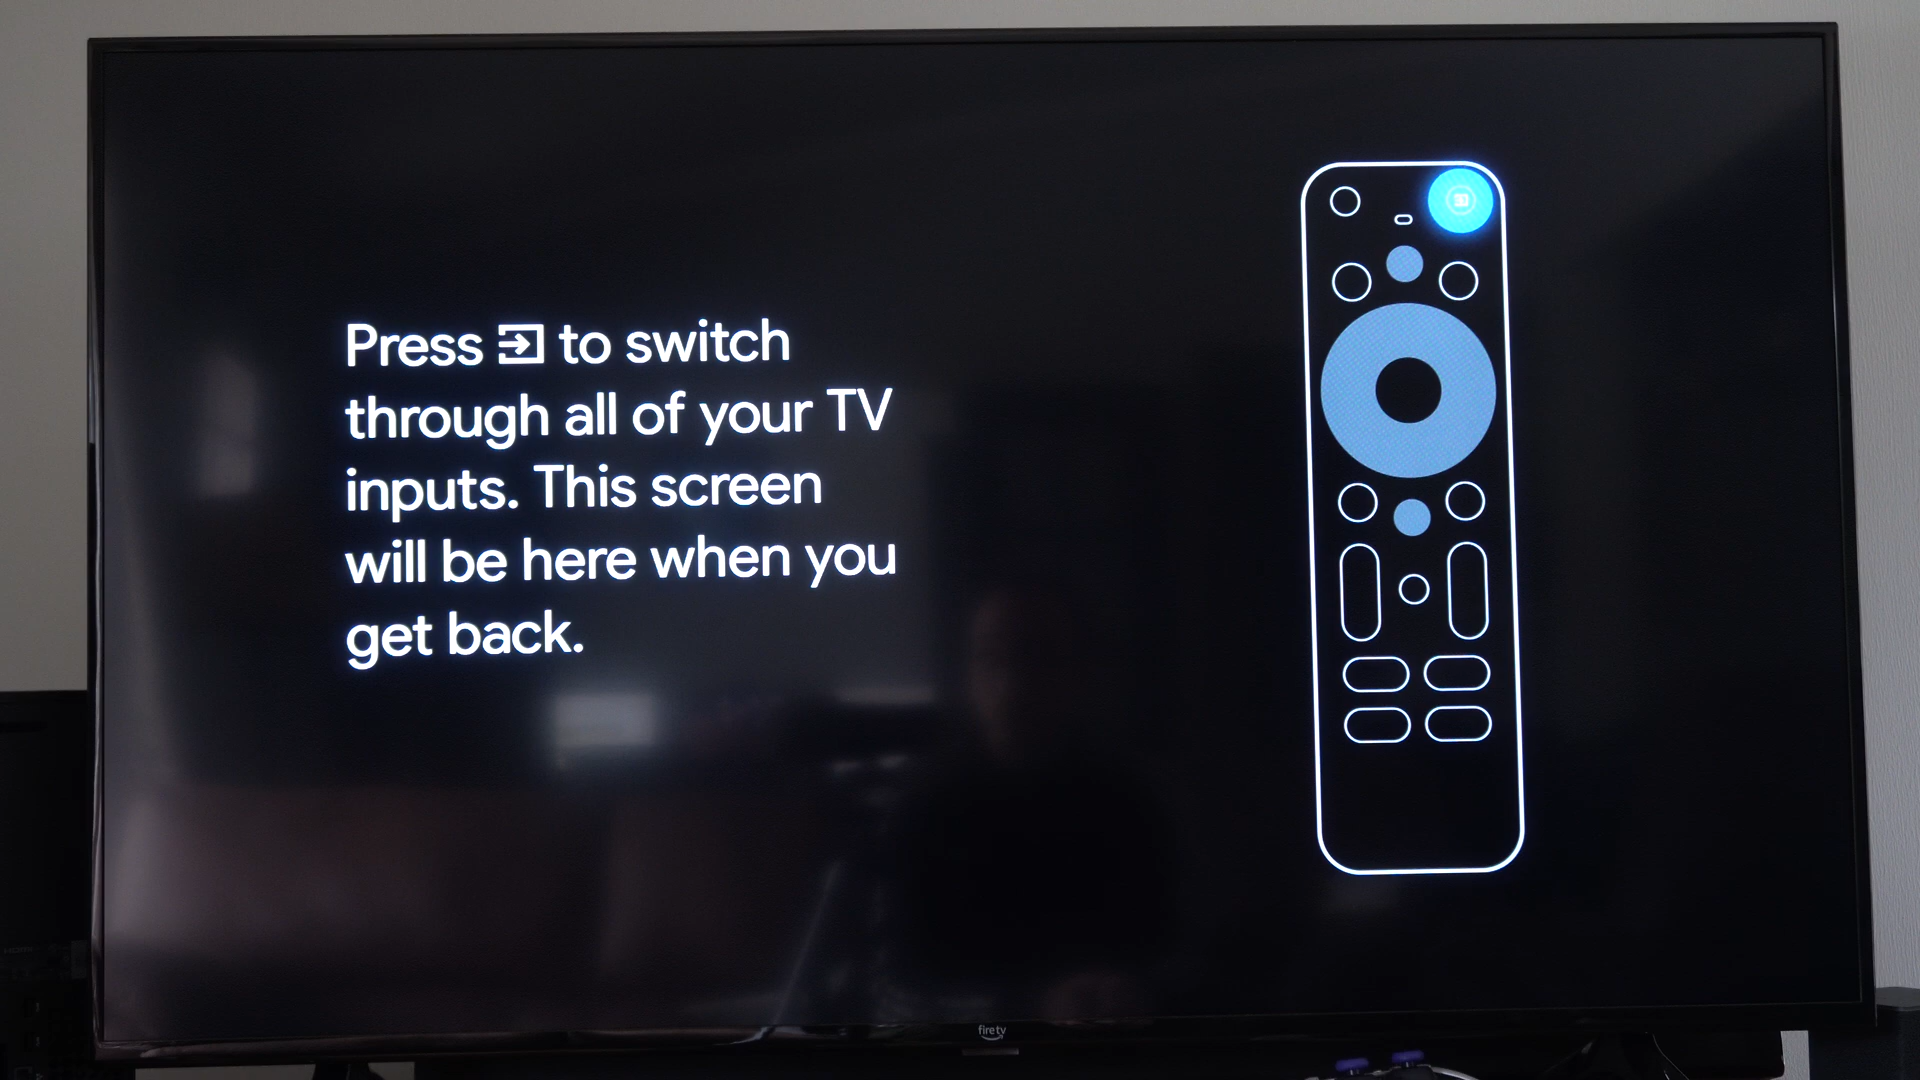 Press to switch
through all of your TV
inputs. This screen
will be here when you
get back.
firetv